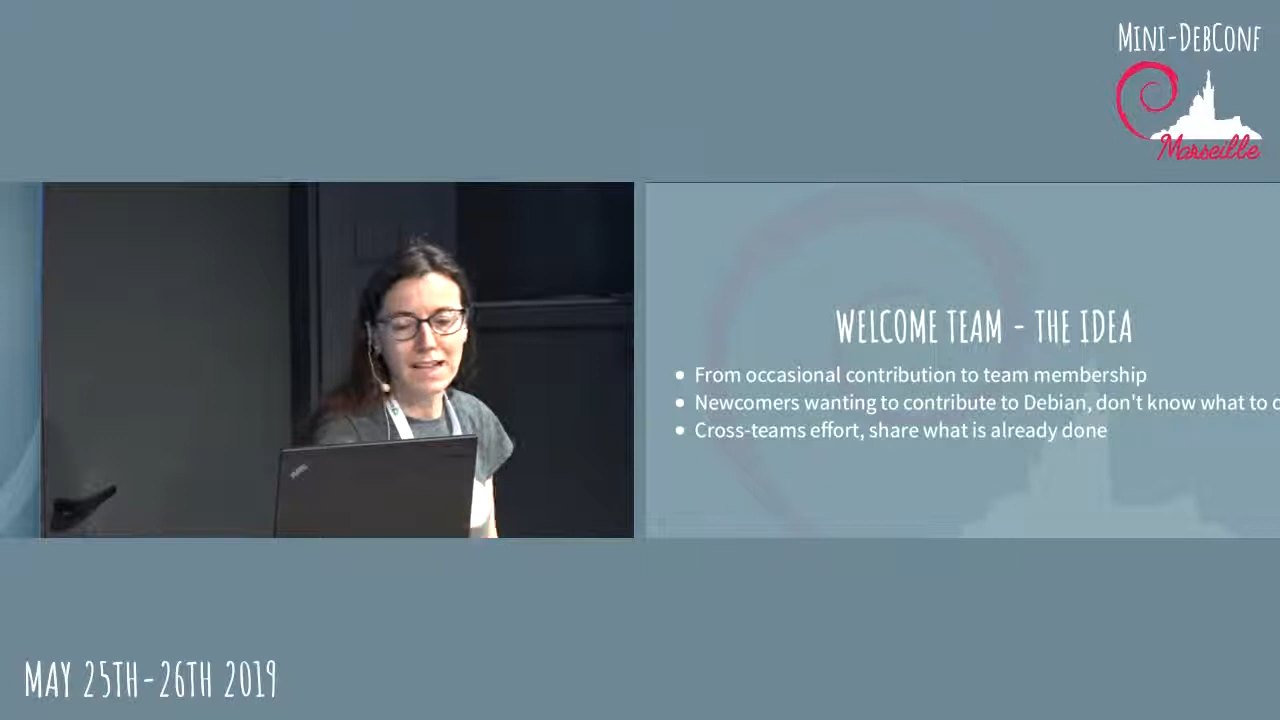 MINI-DEBCONF
Marseille
WELCOME TEAM - THE IDEA
From occasional contribution to team membership
Newcomers wanting to contribute to Debian, don't know what to
Cross-teams effort, share what is already done
MAY 25TH-26TH 2019